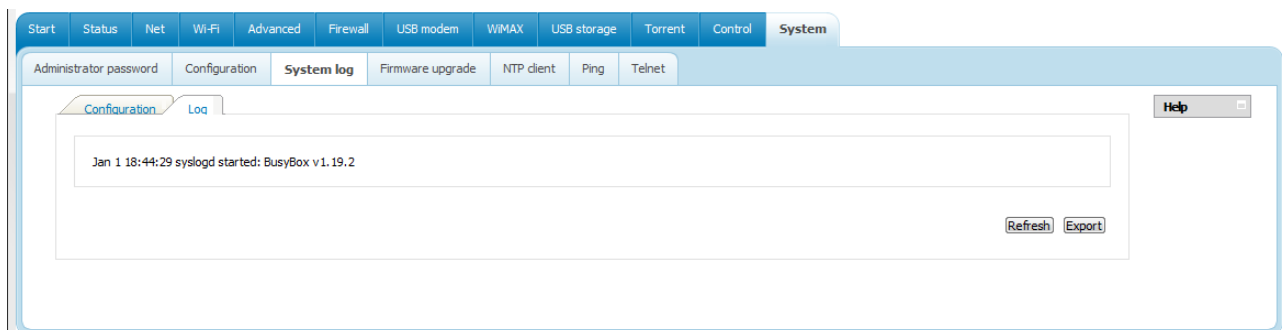 Start Status Net Wi-Fi Advanced Firewall USB modem WiMAX USB storage Torrent Control System
Administrator password Configuration System log Firmware upgrade NTP client Ping Telnet
Configuration Log
Help
Jan 1 18:44:29 syslogd started: BusyBox v1.19.2
Refresh Export